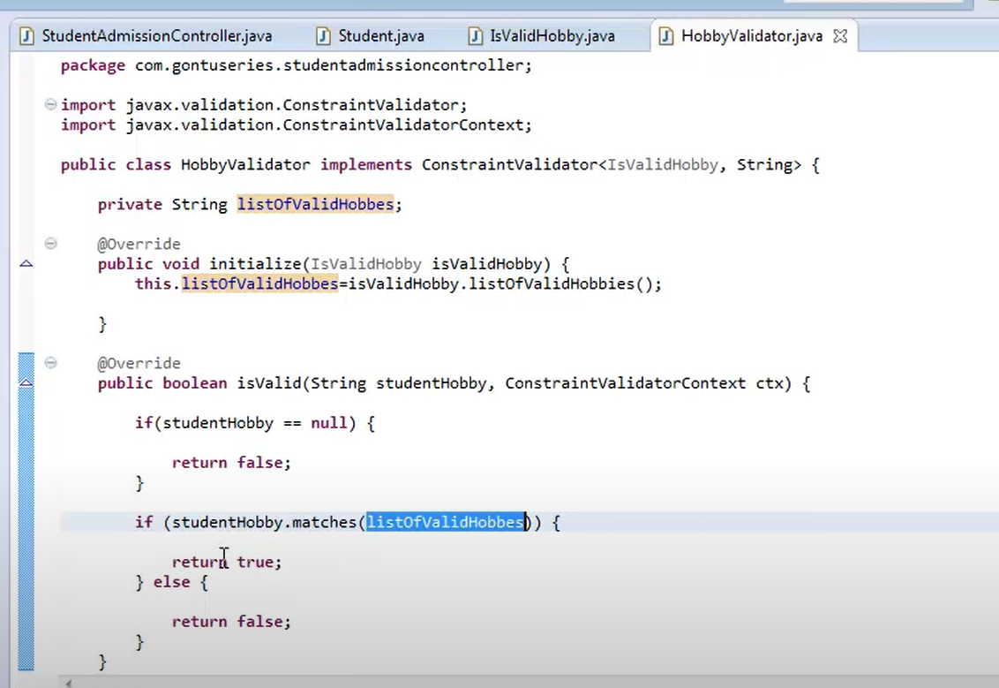 StudentAdmissionController.java Student.java IsValidHobby.java HobbyValidator.java
package com.gontuseries.studentadmissioncontroller;
import javax.validation.ConstraintValidator;
import javax.validation.ConstraintValidatorContext;
public class HobbyValidator implements ConstraintValidator<IsValidHobby, String> {
private String listOfValidHobbes;
@Override
public void initialize(IsValidHobby isValidHobby) {
this.listOfValidHobbes=isValidHobby.listOfValidHobbies();
}
@Override
public boolean isValid(String studentHobby, ConstraintValidatorContext ctx) {
if(studentHobby == null) {
return false;
}
if (studentHobby.matches(listOfValidHobbes)) {
return true;
} else {
return false;
}
}